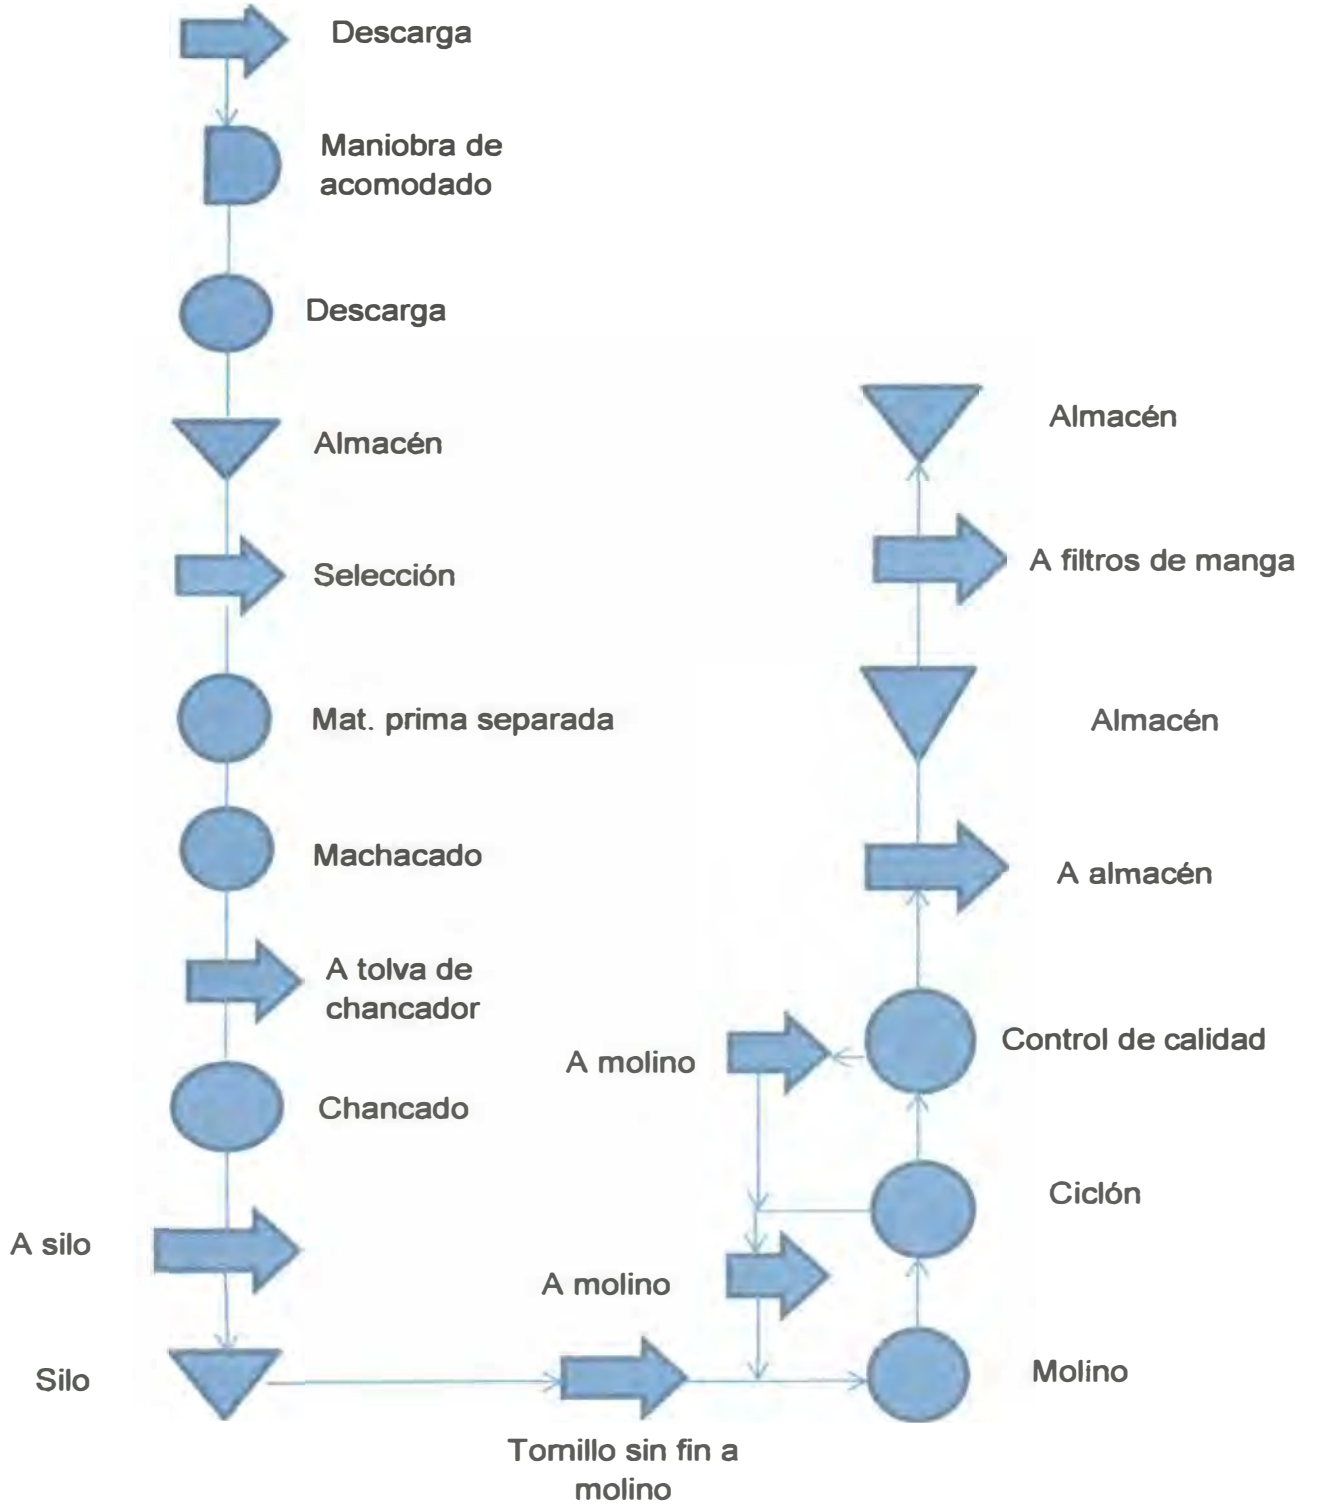 Descarga
Maniobra de
acomodado
Descarga
Almacén
Selección
Mat. prima separada
Machacado
A tolva de
chancador
Chancado
A silo
Silo
Tornillo sin fin a
molino
A molino
A molino
Molino
Ciclón
Control de calidad
A almacén
Almacén
A filtros de manga
Almacén